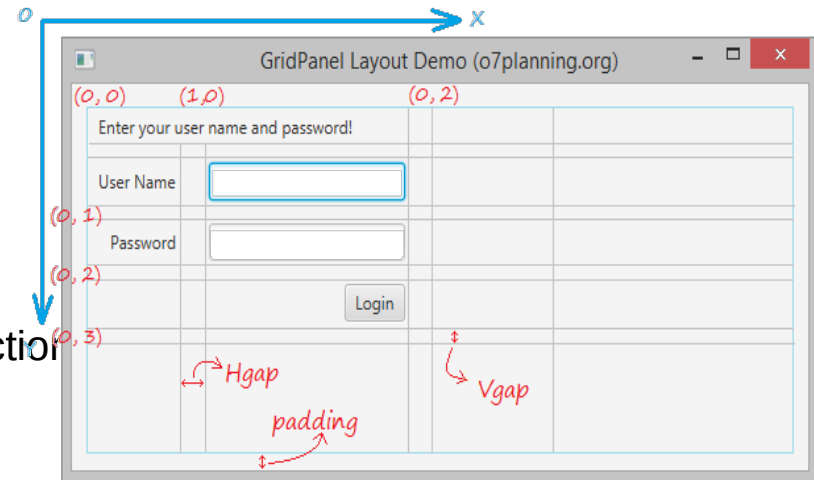 O
X
GridPanel Layout Demo (o7planning.org)
(0, 0) (1,0) (0, 2)
Enter your user name and password!
User Name
(0, 1)
Password
(0, 2)
Login
(0, 3)
Y
Hgap
Vgap
padding